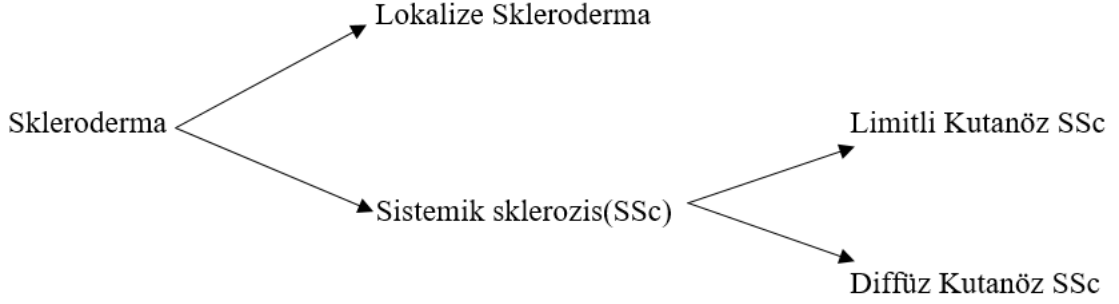 Lokalize Skleroderma
Skleroderma
Limitli Kutanöz SSc
Sistemik sklerozis(SSc)
Diffüz Kutanöz SSc